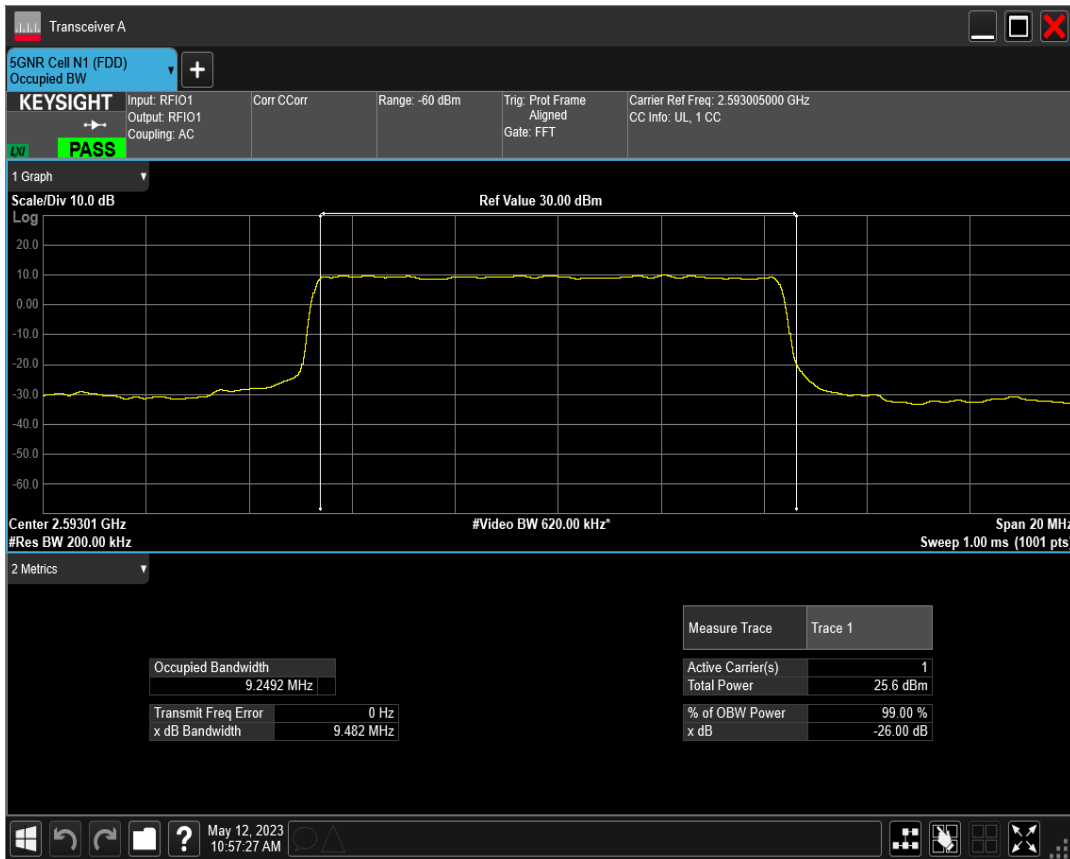 Transceiver A
5GNR Cell N1 (FDD)
Occupied BW
+
KEYSIGHT
LXI
PASS
Input: RFIO1
Output: RFIO1
Coupling: AC
Corr CCorr
Range: -60 dBm
Trig: Prot Frame
Aligned
Gate: FFT
Carrier Ref Freq: 2.593005000 GHz
CC Info: UL, 1 CC
1 Graph
Scale/Div 10.0 dB
Ref Value 30.00 dBm
Log
20.0
10.0
0.00
-10.0
-20.0
-30.0
-40.0
-50.0
-60.0
Center 2.59301 GHz
#Video BW 620.00 kHz*
Span 20 MHz
#Res BW 200.00 kHz
Sweep 1.00 ms (1001 pts)
2 Metrics
Measure Trace Trace 1
Occupied Bandwidth
9.2492 MHz
Active Carrier(s) 1
Total Power 25.6 dBm
Transmit Freq Error 0 Hz
x dB Bandwidth 9.482 MHz
% of OBW Power 99.00 %
x dB -26.00 dB
?
May 12, 2023
10:57:27 AM